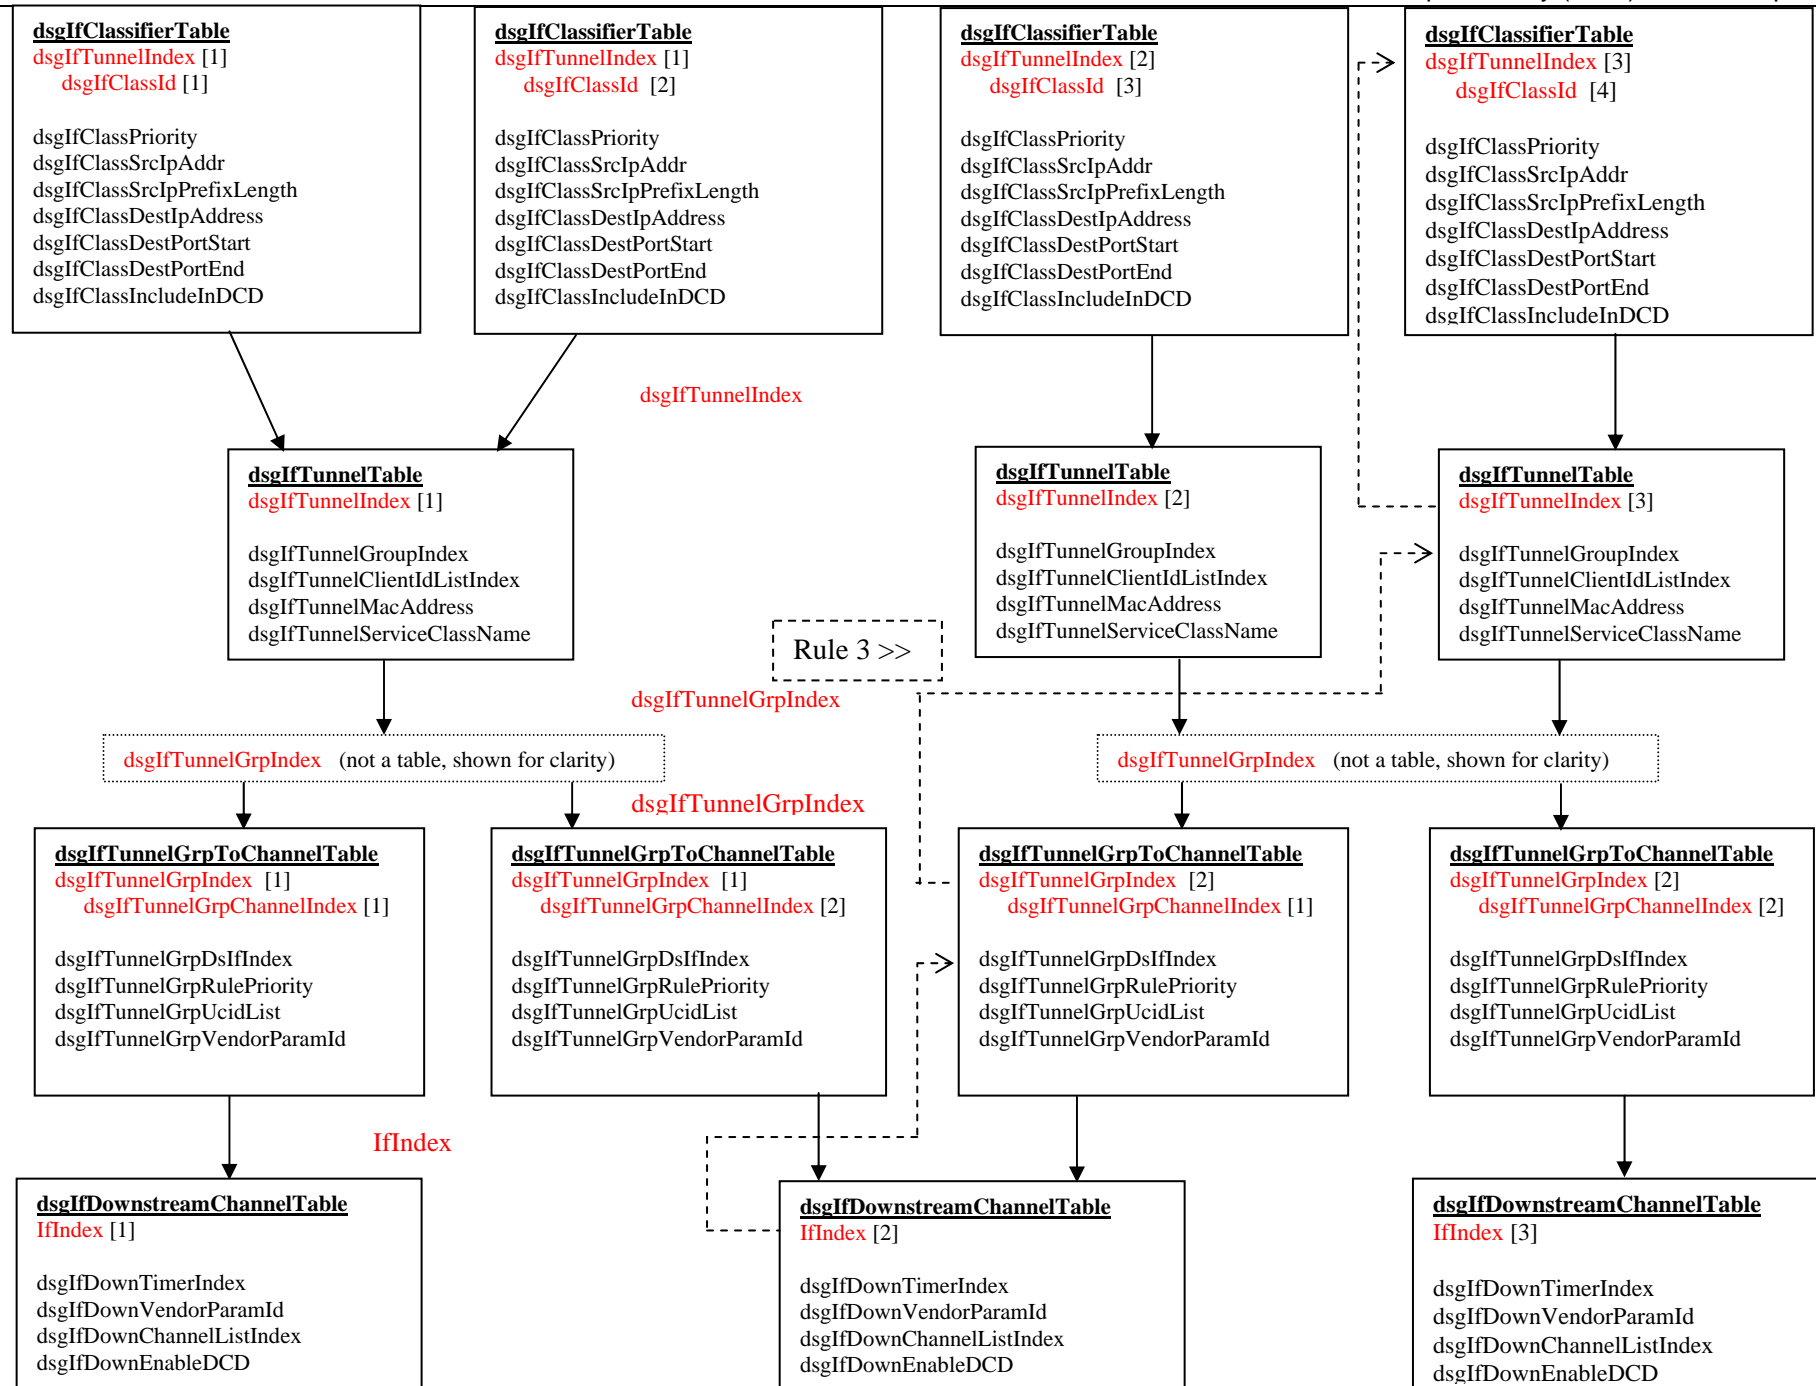 dsgIfClassifierTable
dsgIfTunnelIndex [1]
dsgIfClassId [1]
dsgIfClassPriority
dsgIfClassSrcIpAddr
dsgIfClassSrcIpPrefixLength
dsgIfClassDestIpAddress
dsgIfClassDestPortStart
dsgIfClassDestPortEnd
dsgIfClassIncludeInDCD
dsgIfClassifierTable
dsgIfTunnelIndex [1]
dsgIfClassId [2]
dsgIfClassPriority
dsgIfClassSrcIpAddr
dsgIfClassSrcIpPrefixLength
dsgIfClassDestIpAddress
dsgIfClassDestPortStart
dsgIfClassDestPortEnd
dsgIfClassIncludeInDCD
dsgIfClassifierTable
dsgIfTunnelIndex [2]
dsgIfClassId [3]
dsgIfClassPriority
dsgIfClassSrcIpAddr
dsgIfClassSrcIpPrefixLength
dsgIfClassDestIpAddress
dsgIfClassDestPortStart
dsgIfClassDestPortEnd
dsgIfClassIncludeInDCD
dsgIfClassifierTable
dsgIfTunnelIndex [3]
dsgIfClassId [4]
dsgIfClassPriority
dsgIfClassSrcIpAddr
dsgIfClassSrcIpPrefixLength
dsgIfClassDestIpAddress
dsgIfClassDestPortStart
dsgIfClassDestPortEnd
dsgIfClassIncludeInDCD
dsgIfTunnelIndex
dsgIfTunnelTable
dsgIfTunnelIndex [1]
dsgIfTunnelGroupIndex
dsgIfTunnelClientIdListIndex
dsgIfTunnelMacAddress
dsgIfTunnelServiceClassName
dsgIfTunnelTable
dsgIfTunnelIndex [2]
dsgIfTunnelGroupIndex
dsgIfTunnelClientIdListIndex
dsgIfTunnelMacAddress
dsgIfTunnelServiceClassName
dsgIfTunnelTable
dsgIfTunnelIndex [3]
dsgIfTunnelGroupIndex
dsgIfTunnelClientIdListIndex
dsgIfTunnelMacAddress
dsgIfTunnelServiceClassName
Rule 3 >>
dsgIfTunnelGrpIndex
dsgIfTunnelGrpIndex (not a table, shown for clarity)
dsgIfTunnelGrpIndex (not a table, shown for clarity)
dsgIfTunnelGrpIndex
dsgIfTunnelGrpToChannelTable
dsgIfTunnelGrpIndex [1]
dsgIfTunnelGrpChannelIndex [1]
dsgIfTunnelGrpDsIfIndex
dsgIfTunnelGrpRulePriority
dsgIfTunnelGrpUcidList
dsgIfTunnelGrpVendorParamId
dsgIfTunnelGrpToChannelTable
dsgIfTunnelGrpIndex [1]
dsgIfTunnelGrpChannelIndex [2]
dsgIfTunnelGrpDsIfIndex
dsgIfTunnelGrpRulePriority
dsgIfTunnelGrpUcidList
dsgIfTunnelGrpVendorParamId
dsgIfTunnelGrpToChannelTable
dsgIfTunnelGrpIndex [2]
dsgIfTunnelGrpChannelIndex [1]
dsgIfTunnelGrpDsIfIndex
dsgIfTunnelGrpRulePriority
dsgIfTunnelGrpUcidList
dsgIfTunnelGrpVendorParamId
dsgIfTunnelGrpToChannelTable
dsgIfTunnelGrpIndex [2]
dsgIfTunnelGrpChannelIndex [2]
dsgIfTunnelGrpDsIfIndex
dsgIfTunnelGrpRulePriority
dsgIfTunnelGrpUcidList
dsgIfTunnelGrpVendorParamId
IfIndex
dsgIfDownstreamChannelTable
IfIndex [1]
dsgIfDownTimerIndex
dsgIfDownVendorParamId
dsgIfDownChannelListIndex
dsgIfDownEnableDCD
dsgIfDownstreamChannelTable
IfIndex [2]
dsgIfDownTimerIndex
dsgIfDownVendorParamId
dsgIfDownChannelListIndex
dsgIfDownEnableDCD
dsgIfDownstreamChannelTable
IfIndex [3]
dsgIfDownTimerIndex
dsgIfDownVendorParamId
dsgIfDownChannelListIndex
dsgIfDownEnableDCD